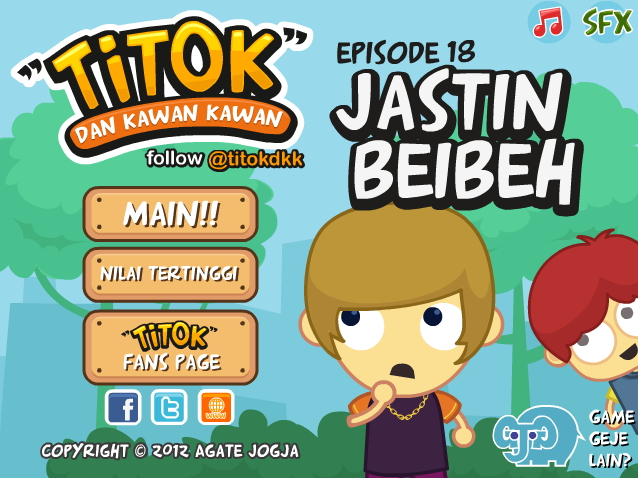 SFX
"TiTOK"
DAN KAWAN KAWAN
follow @titokdkk
EPISODE 18
JASTIN
BEIBEH
MAIN!!
NILAI TERTINGGI
"TiTOK"
FANS PAGE
f
t
www
COPYRIGHT © 2012 AGATE JOGJA
GAME
GEJE
LAIN?